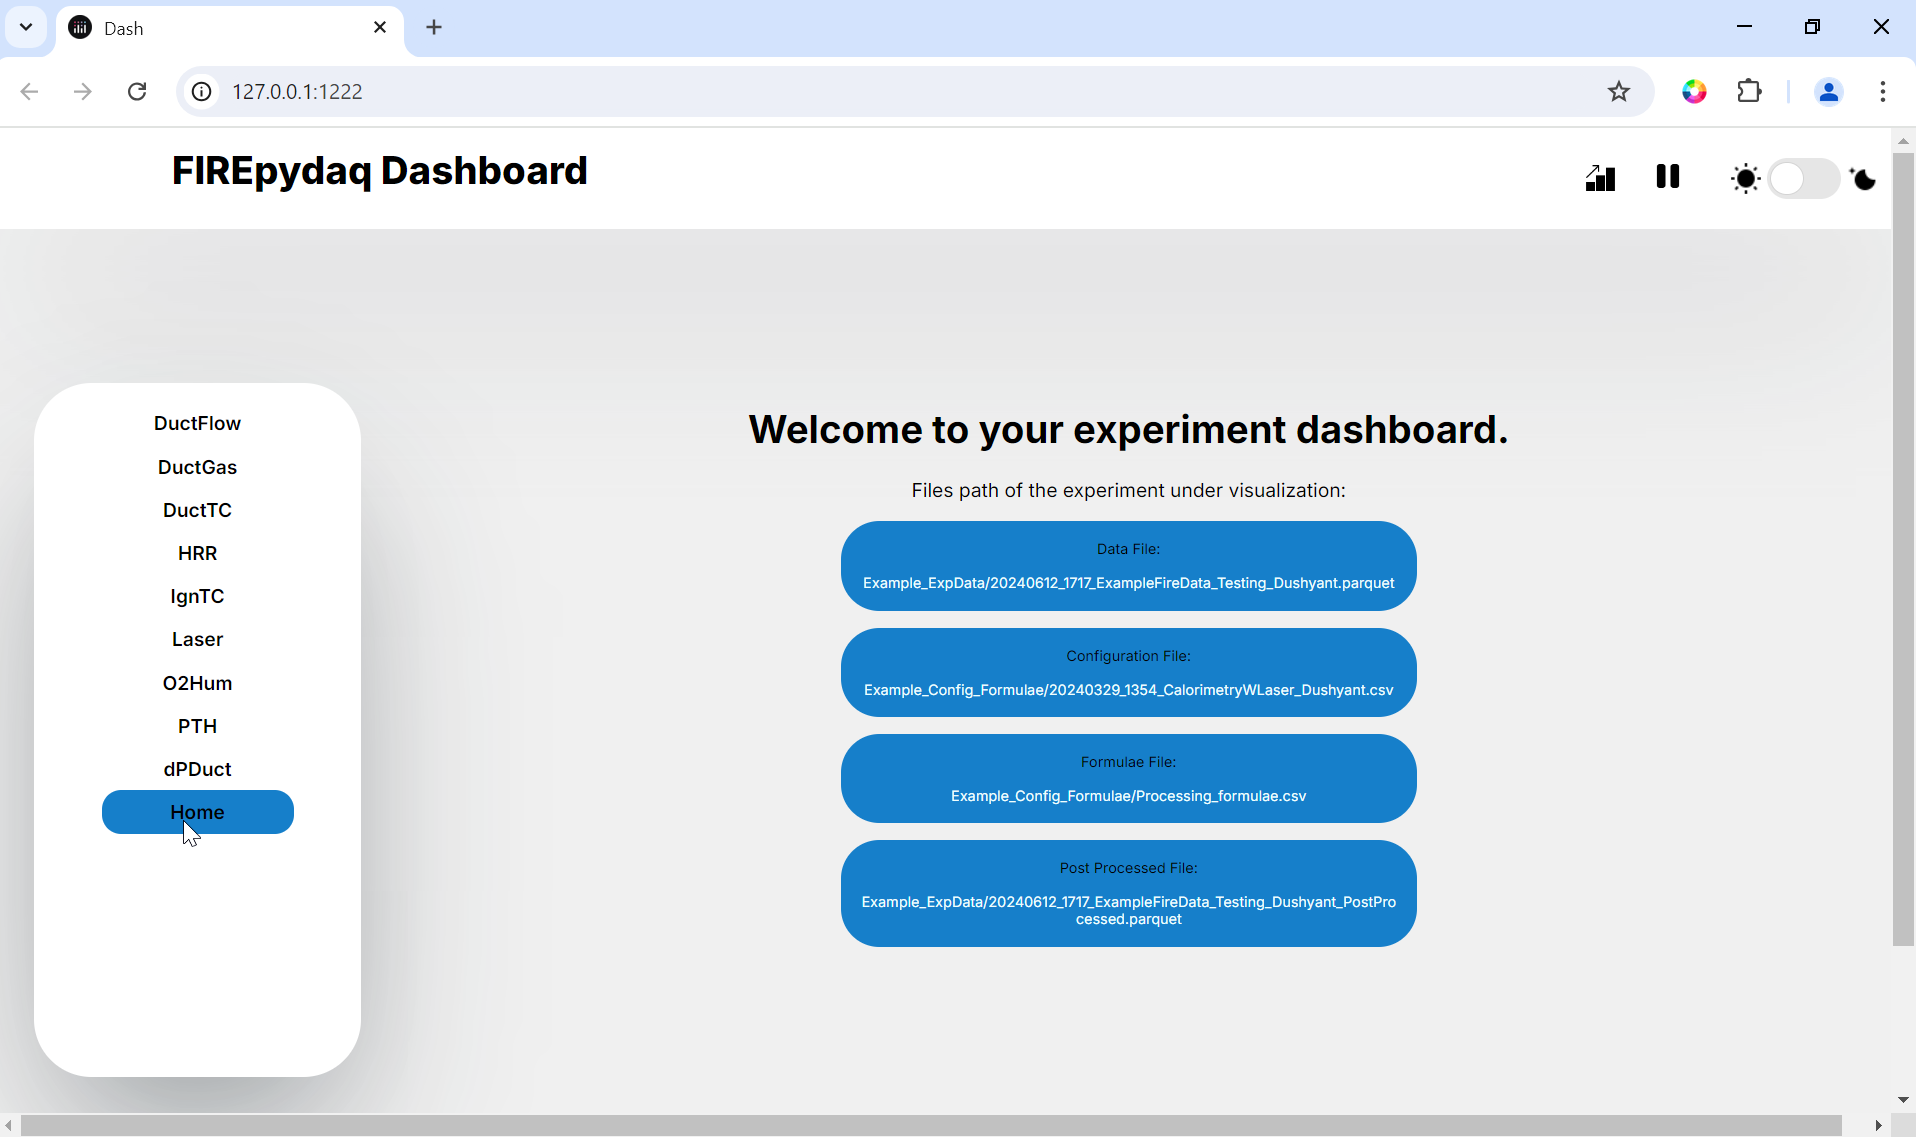 Dash
127.0.0.1:1222
FIREpydaq Dashboard
DuctFlow
DuctGas
DuctTC
HRR
IgnTC
Laser
O2Hum
PTH
dPDuct
Home
Welcome to your experiment dashboard.
Files path of the experiment under visualization:
Data File:
Example_ExpData/20240612_1717_ExampleFireData_Testing_Dushyant.parquet
Configuration File:
Example_Config_Formulae/20240329_1354_CalorimetryWLaser_Dushyant.csv
Formulae File:
Example_Config_Formulae/Processing_formulae.csv
Post Processed File:
Example_ExpData/20240612_1717_ExampleFireData_Testing_Dushyant_PostPro
cessed.parquet